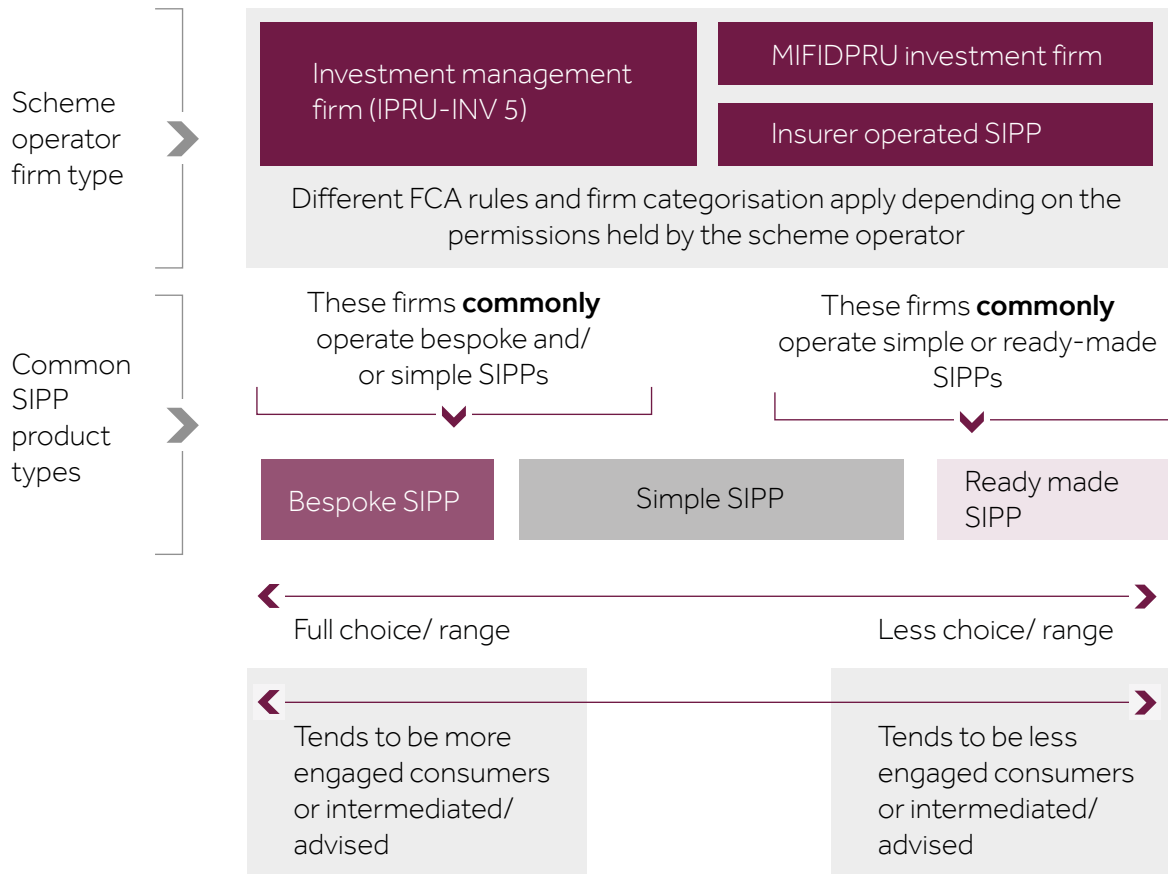 Scheme
operator
firm type
Investment management
firm (IPRU-INV 5)
MIFIDPRU investment firm
Insurer operated SIPP
Different FCA rules and firm categorisation apply depending on the
permissions held by the scheme operator
Common
SIPP
product
types
These firms commonly
operate bespoke and/
or simple SIPPs
These firms commonly
operate simple or ready-made
SIPPs
Bespoke SIPP
Simple SIPP
Ready made
SIPP
Full choice/ range
Less choice/ range
Tends to be more
engaged consumers
or intermediated/
advised
Tends to be less
engaged consumers
or intermediated/
advised